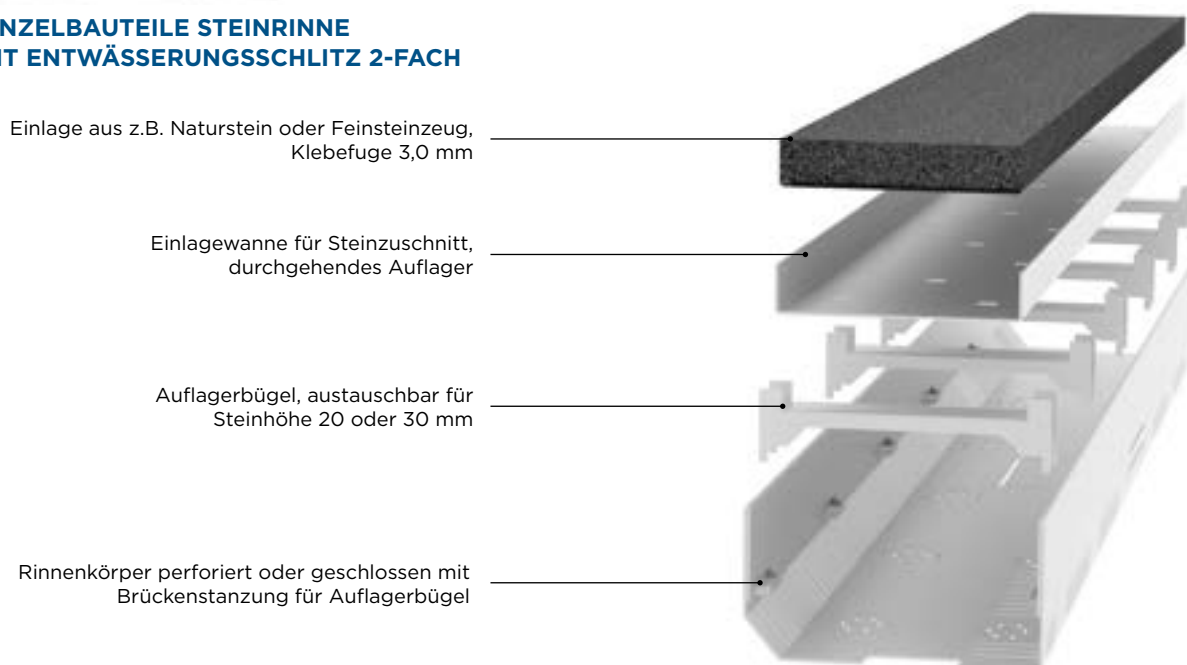 NZELBAUTEILE STEINRINNE
IT ENTWÄSSERUNGSSCHLITZ 2-FACH
Einlage aus z.B. Naturstein oder Feinsteinzeug,
Klebefuge 3,0 mm
Einlagewanne für Steinzuschnitt,
durchgehendes Auflager
Auflagerbügel, austauschbar für
Steinhöhe 20 oder 30 mm
Rinnenkörper perforiert oder geschlossen mit
Brückenstanzung für Auflagerbügel